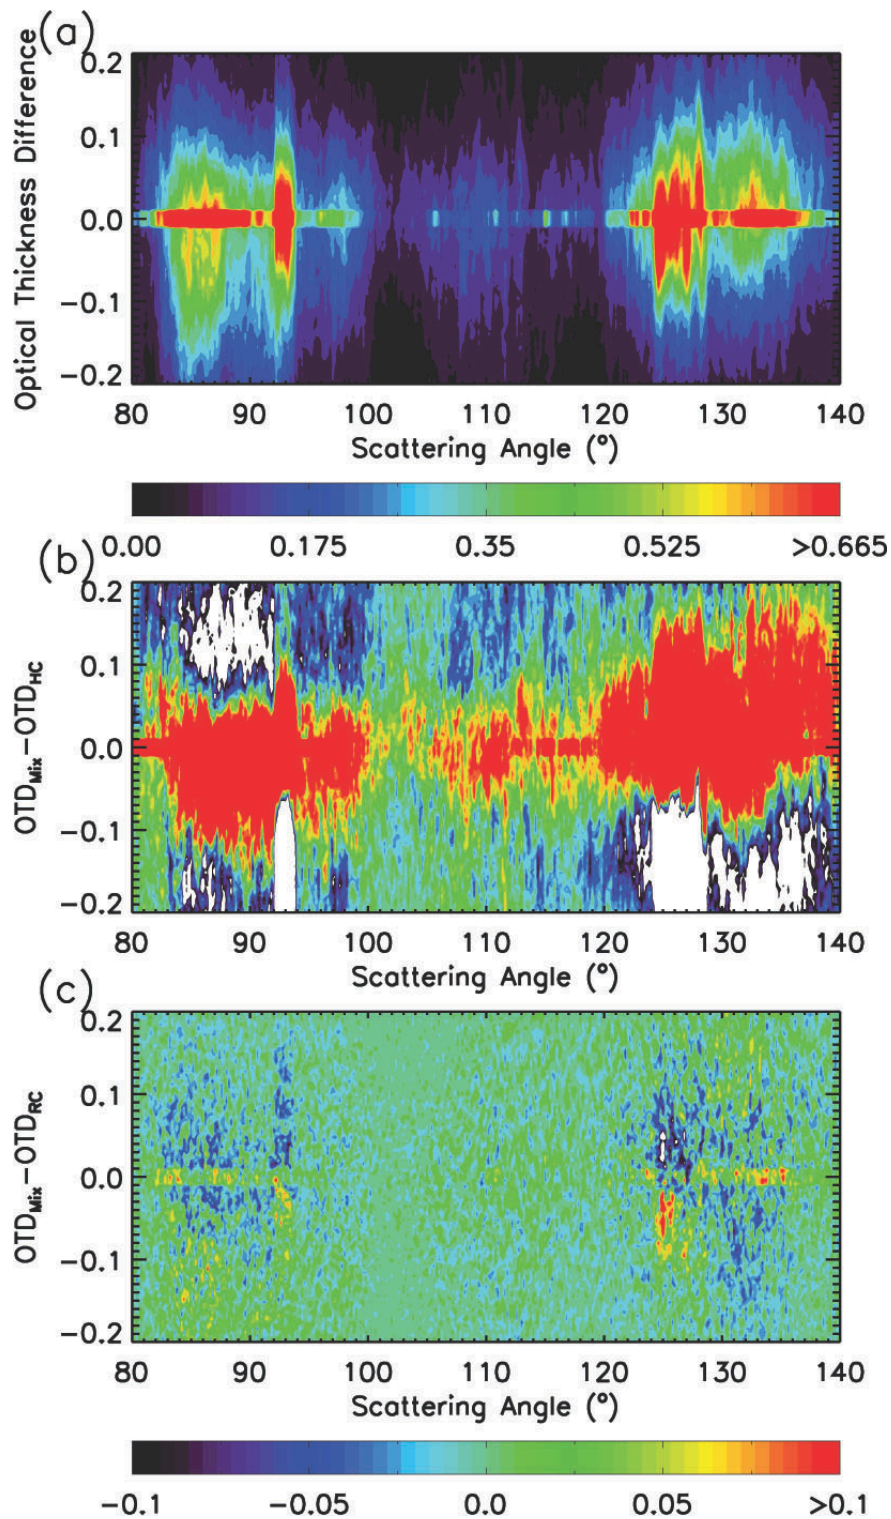 (a)
Optical Thickness Difference
0.2
0.1
0.0
−0.1
−0.2
80 90 100 110 120 130 140
Scattering Angle (°)
0.00 0.175 0.35 0.525 >0.665
(b)
OTDMix−OTDHC
0.2
0.1
0.0
−0.1
−0.2
80 90 100 110 120 130 140
Scattering Angle (°)
(c)
OTDMix−OTDRC
0.2
0.1
0.0
−0.1
−0.2
80 90 100 110 120 130 140
Scattering Angle (°)
−0.1 −0.05 0.0 0.05 >0.1